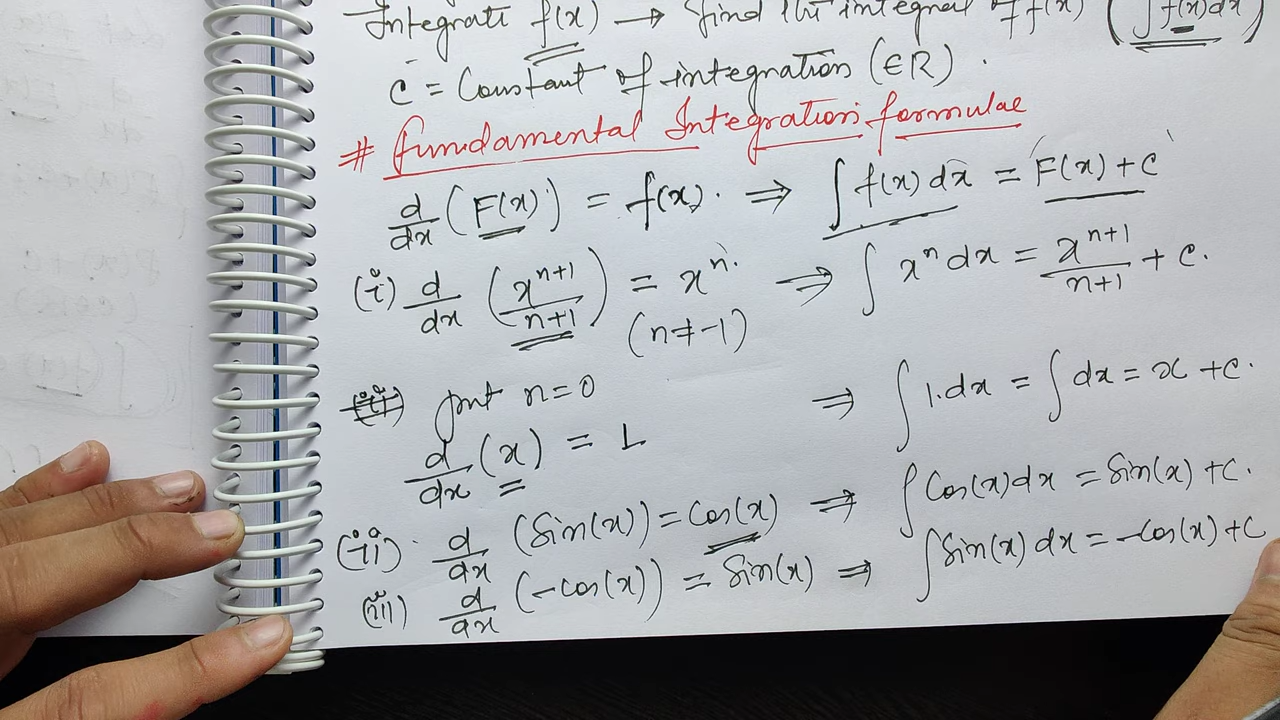 Integrate f(x) → find the integral of f(x) (∫f(x)dx)
C = Constant of integration (∈R).
# Fundamental Integration formulae
d/dx (F(x)) = f(x). ⇒ ∫ f(x) dx = F(x) + C
(i) d/dx (x^{n+1}/n+1) = x^n. ⇒ ∫ x^n dx = x^{n+1}/n+1 + C.
(n ≠ -1)
(ii) put n=0 ⇒ ∫ 1.dx = ∫ dx = x + C.
d/dx (x) = 1
(ii) d/dx (Sin(x)) = Cos(x) ⇒ ∫ Cos(x)dx = Sin(x) + C.
(iii) d/dx (-cos(x)) = Sin(x) ⇒ ∫ Sin(x) dx = -cos(x) + C